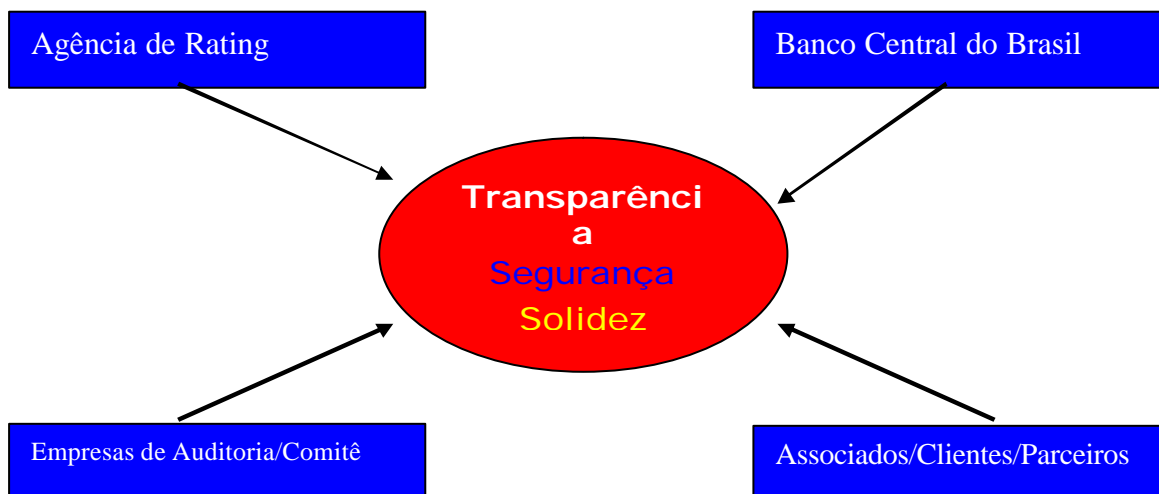 Agência de Rating
Banco Central do Brasil
Transparênci
a
Segurança
Solidez
Empresas de Auditoria/Comitê
Associados/Clientes/Parceiros